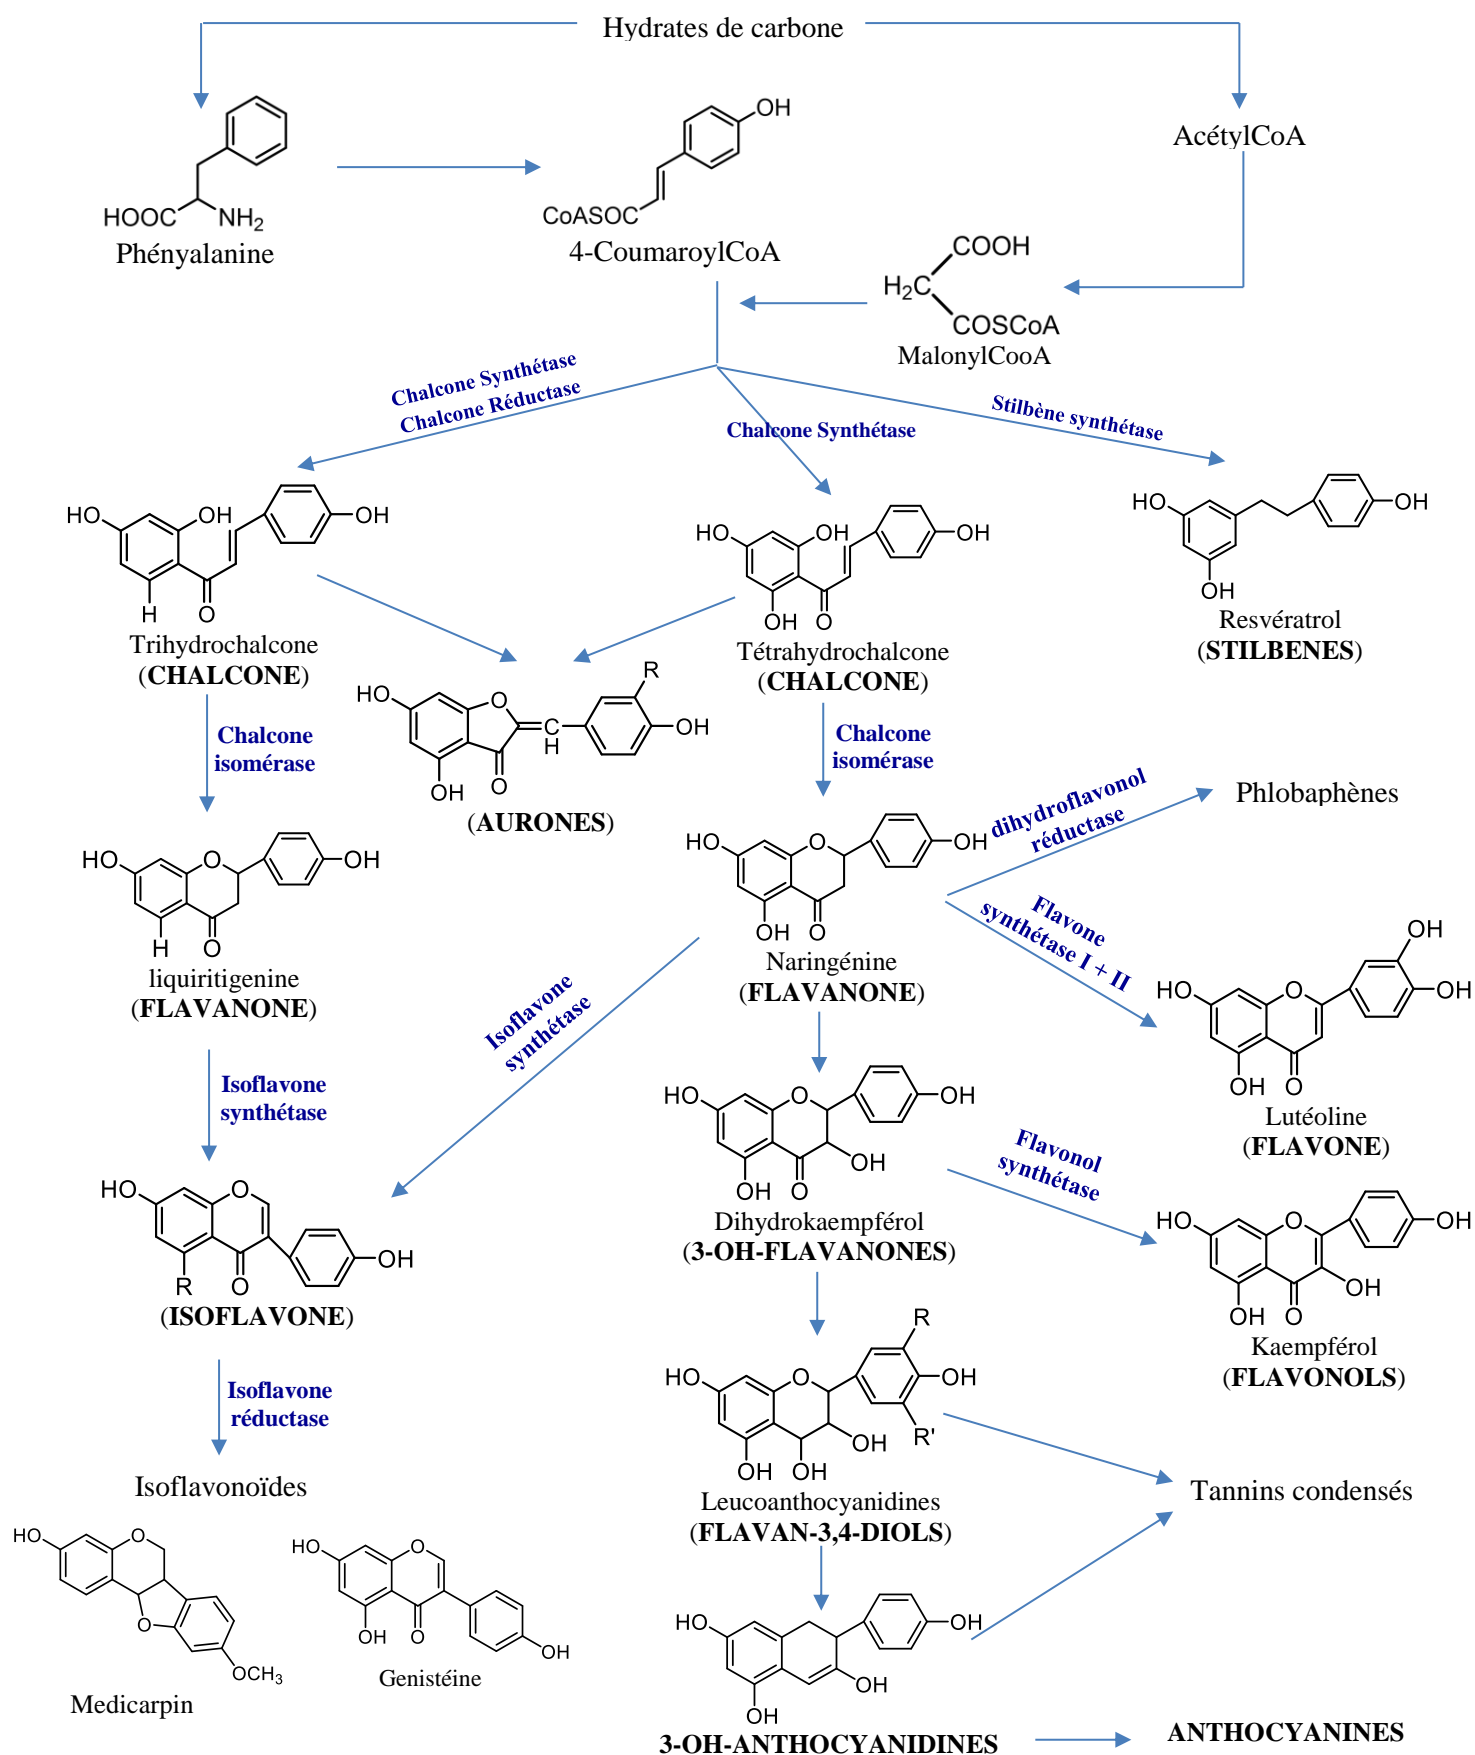 Hydrates de carbone
OH
AcétylCoA
HOOC
NH2
CoASOC
Phényalanine
4-CoumaroylCoA
COOH
H2C
COSCoA
MalonylCooA
Chalcone Synthétase
Chalcone Réductase
Chalcone Synthétase
Stilbène synthétase
HO
OH
OH
H
O
Trihydrochalcone
(CHALCONE)
HO
OH
OH
OH
O
Tétrahydrochalcone
(CHALCONE)
HO
OH
OH
Resvératrol
(STILBENES)
HO
O
C
H
R
OH
OH
O
(AURONES)
Chalcone
isomérase
Chalcone
isomérase
dihydroflavonol
réductase
Phlobaphènes
HO
O
OH
H
O
liquiritigenine
(FLAVANONE)
HO
O
OH
OH
O
Naringénine
(FLAVANONE)
Flavone
synthétase I + II
HO
O
OH
OH
OH
O
Lutéoline
(FLAVONE)
Isoflavone
synthétase
Isoflavone
synthétase
HO
O
OH
OH
OH
O
Dihydrokaempférol
(3-OH-FLAVANONES)
Flavonol
synthétase
HO
O
OH
OH
OH
O
Kaempférol
(FLAVONOLS)
HO
O
R
O
OH
(ISOFLAVONE)
Isoflavone
réductase
HO
O
R
OH
R'
OH
OH
OH
Leucoanthocyanidines
(FLAVAN-3,4-DIOLS)
Tannins condensés
Isoflavonoïdes
HO
O
O
OCH3
Medicarpin
HO
O
OH
O
OH
Genistéine
HO
OH
OH
OH
3-OH-ANTHOCYANIDINES
ANTHOCYANINES